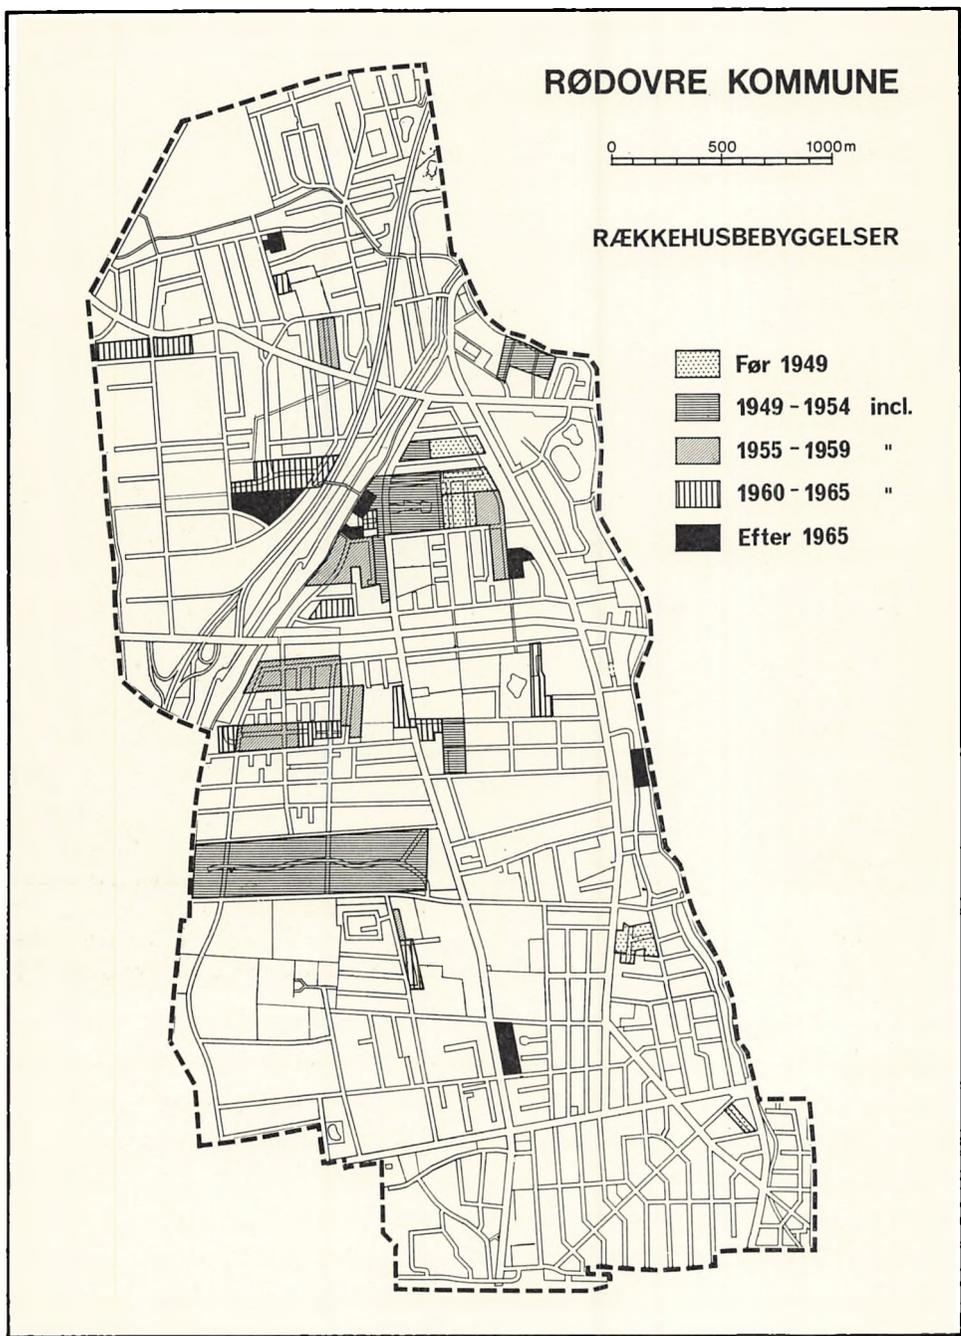 RØDOVRE KOMMUNE
0 500 1000m
RÆKKEHUSBEBYGGELSER
Før 1949
1949-1954 incl.
1955-1959 "
1960-1965 "
Efter 1965